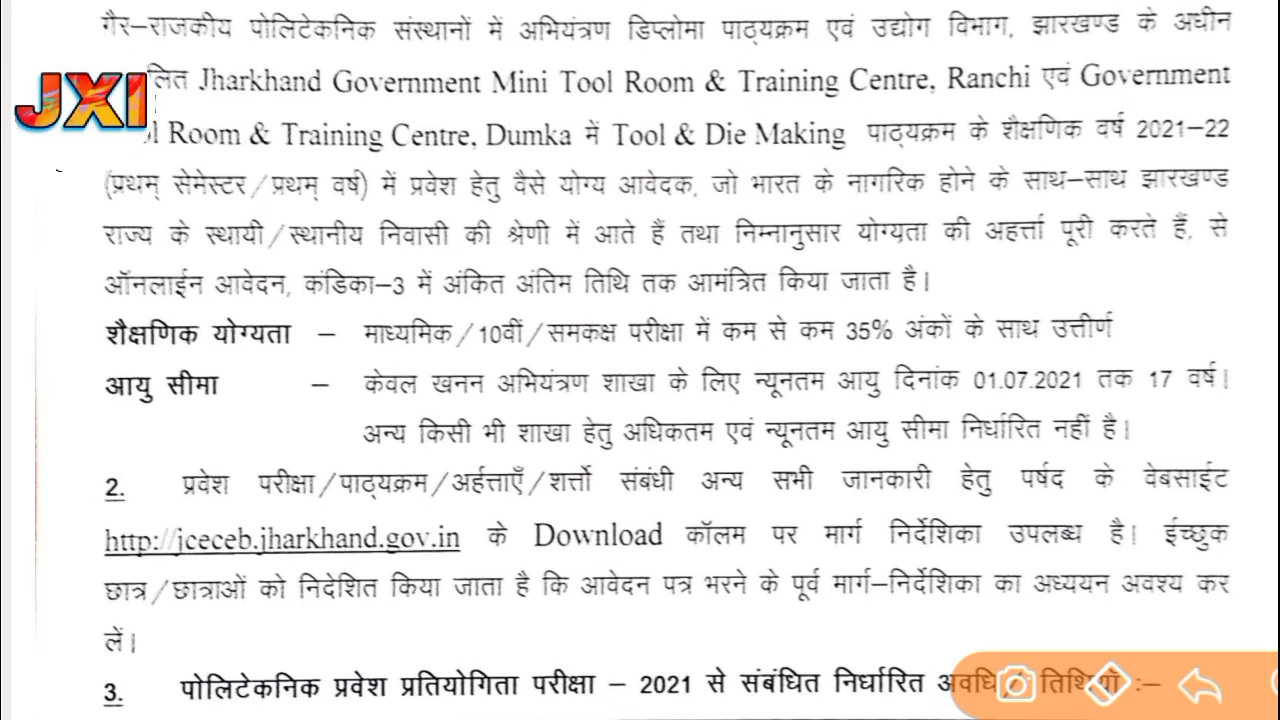 गैर–राजकीय पोलिटेकनिक संस्थानों में अभियंत्रण डिप्लोमा पाठ्यक्रम एवं उद्योग विभाग, झारखण्ड के अधीन
JXI
लित Jharkhand Government Mini Tool Room & Training Centre, Ranchi एवं Government
l Room & Training Centre, Dumka में Tool & Die Making पाठ्यक्रम के शैक्षणिक वर्ष 2021–22
(प्रथम् सेमेस्टर/प्रथम् वर्ष) में प्रवेश हेतु वैसे योग्य आवेदक, जो भारत के नागरिक होने के साथ–साथ झारखण्ड
राज्य के स्थायी/स्थानीय निवासी की श्रेणी में आते हैं तथा निम्नानुसार योग्यता की अहर्त्ता पूरी करते हैं, से
ऑनलाईन आवेदन, कंडिका–3 में अंकित अंतिम तिथि तक आमंत्रित किया जाता है।
शैक्षणिक योग्यता – माध्यमिक/10वीं/समकक्ष परीक्षा में कम से कम 35% अंकों के साथ उत्तीर्ण
आयु सीमा – केवल खनन अभियंत्रण शाखा के लिए न्यूनतम आयु दिनांक 01.07.2021 तक 17 वर्ष।
अन्य किसी भी शाखा हेतु अधिकतम एवं न्यूनतम आयु सीमा निर्धारित नहीं है।
2. प्रवेश परीक्षा/पाठ्यक्रम/अर्हत्ताएँ/शर्त्तो संबंधी अन्य सभी जानकारी हेतु पर्षद के वेबसाईट
http://jceceb.jharkhand.gov.in के Download कॉलम पर मार्ग निर्देशिका उपलब्ध है। ईच्छुक
छात्र/छात्राओं को निदेशित किया जाता है कि आवेदन पत्र भरने के पूर्व मार्ग–निर्देशिका का अध्ययन अवश्य कर
लें।
3. पोलिटेकनिक प्रवेश प्रतियोगिता परीक्षा – 2021 से संबंधित निर्धारित अवधि/तिथियाँ :–